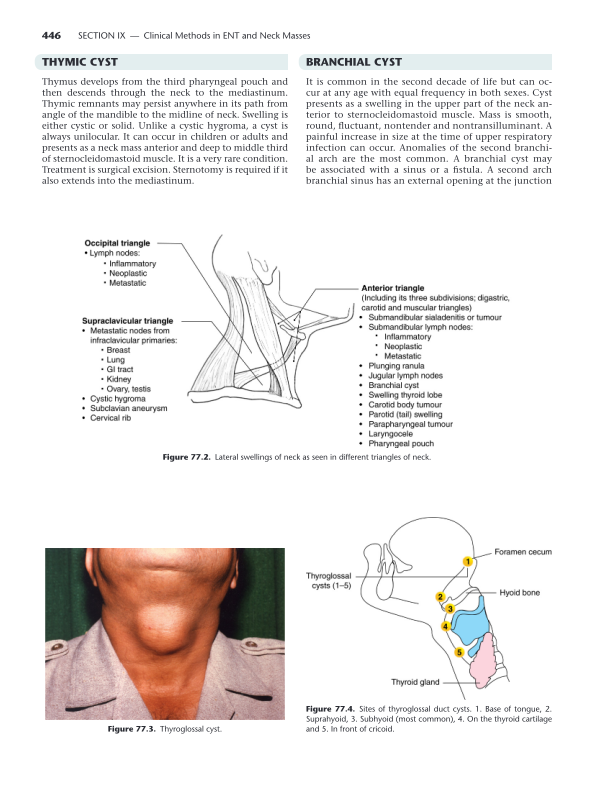 446 SECTION IX — Clinical Methods in ENT and Neck Masses
THYMIC CYST
Thymus develops from the third pharyngeal pouch and
then descends through the neck to the mediastinum.
Thymic remnants may persist anywhere in its path from
angle of the mandible to the midline of neck. Swelling is
either cystic or solid. Unlike a cystic hygroma, a cyst is
always unilocular. It can occur in children or adults and
presents as a neck mass anterior and deep to middle third
of sternocleidomastoid muscle. It is a very rare condition.
Treatment is surgical excision. Sternotomy is required if it
also extends into the mediastinum.
BRANCHIAL CYST
It is common in the second decade of life but can oc-
cur at any age with equal frequency in both sexes. Cyst
presents as a swelling in the upper part of the neck an-
terior to sternocleidomastoid muscle. Mass is smooth,
round, fluctuant, nontender and nontransilluminant. A
painful increase in size at the time of upper respiratory
infection can occur. Anomalies of the second branchi-
al arch are the most common. A branchial cyst may
be associated with a sinus or a fistula. A second arch
branchial sinus has an external opening at the junction
Occipital triangle
• Lymph nodes:
• Inflammatory
• Neoplastic
• Metastatic
Supraclavicular triangle
• Metastatic nodes from
infraclavicular primaries:
• Breast
• Lung
• GI tract
• Kidney
• Ovary, testis
• Cystic hygroma
• Subclavian aneurysm
• Cervical rib
Anterior triangle
(Including its three subdivisions; digastric,
carotid and muscular triangles)
• Submandibular sialadenitis or tumour
• Submandibular lymph nodes:
• Inflammatory
• Neoplastic
• Metastatic
• Plunging ranula
• Jugular lymph nodes
• Branchial cyst
• Swelling thyroid lobe
• Carotid body tumour
• Parotid (tail) swelling
• Parapharyngeal tumour
• Laryngocele
• Pharyngeal pouch
Figure 77.2. Lateral swellings of neck as seen in different triangles of neck.
Figure 77.3. Thyroglossal cyst.
Foramen cecum
1
Thyroglossal
cysts (1–5)
Hyoid bone
2
3
4
5
Thyroid gland
Figure 77.4. Sites of thyroglossal duct cysts. 1. Base of tongue, 2.
Suprahyoid, 3. Subhyoid (most common), 4. On the thyroid cartilage
and 5. In front of cricoid.